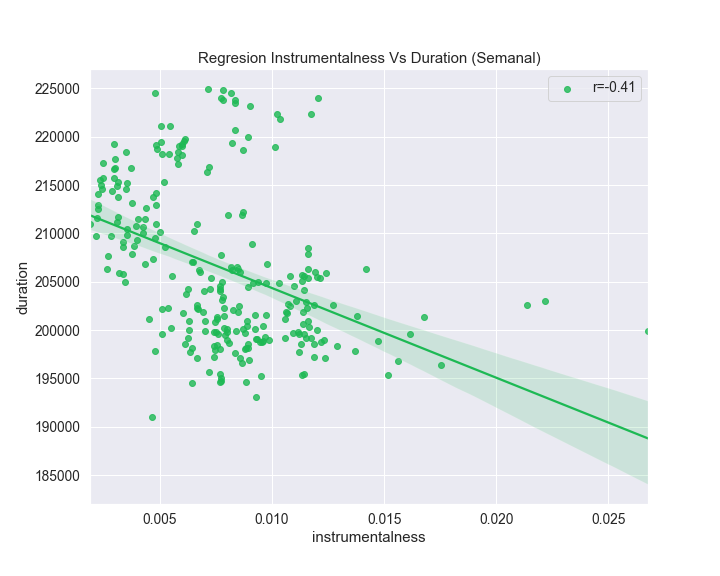 Regresion Instrumentalness Vs Duration (Semanal)
r=-0.41
225000
220000
215000
210000
205000
200000
195000
190000
185000
duration
0.005 0.010 0.015 0.020 0.025
instrumentalness